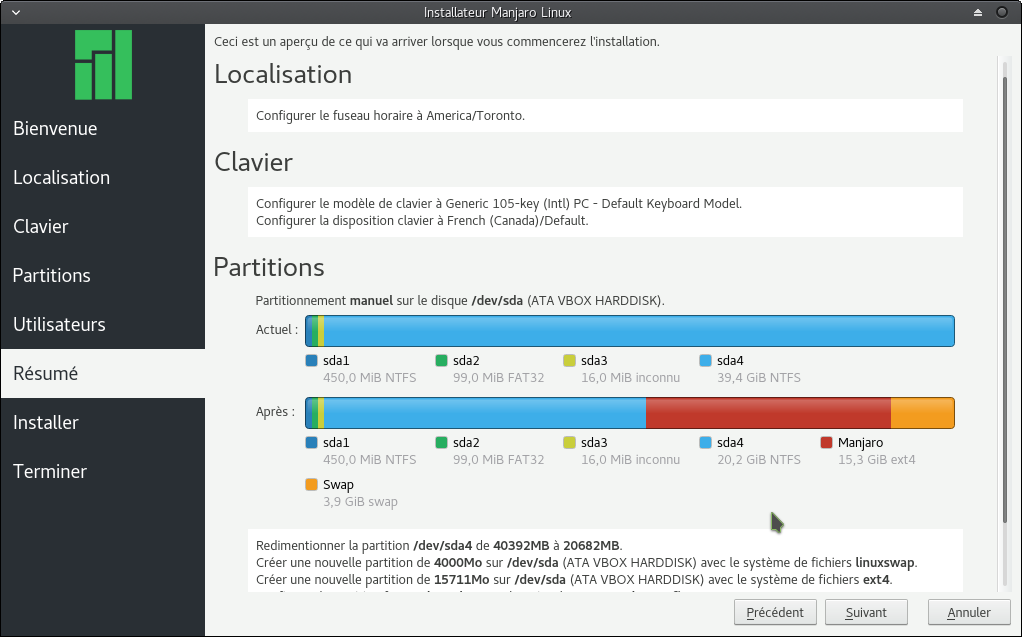 Installateur Manjaro Linux
Bienvenue
Localisation
Clavier
Partitions
Utilisateurs
Résumé
Installer
Terminer
Ceci est un aperçu de ce qui va arriver lorsque vous commencerez l'installation.
Localisation
Configurer le fuseau horaire à America/Toronto.
Clavier
Configurer le modèle de clavier à Generic 105-key (Intl) PC - Default Keyboard Model.
Configurer la disposition clavier à French (Canada)/Default.
Partitions
Partitionnement manuel sur le disque /dev/sda (ATA VBOX HARDDISK).
Actuel :
sda1 sda2 sda3 sda4
450,0 MiB NTFS 99,0 MiB FAT32 16,0 MiB inconnu 39,4 GiB NTFS
Après :
sda1 sda2 sda3 sda4 Manjaro
450,0 MiB NTFS 99,0 MiB FAT32 16,0 MiB inconnu 20,2 GiB NTFS 15,3 GiB ext4
Swap
3,9 GiB swap
Redimentionner la partition /dev/sda4 de 40392MB à 20682MB.
Créer une nouvelle partition de 4000Mo sur /dev/sda (ATA VBOX HARDDISK) avec le système de fichiers linuxswap.
Créer une nouvelle partition de 15711Mo sur /dev/sda (ATA VBOX HARDDISK) avec le système de fichiers ext4.
Précédent Suivant Annuler